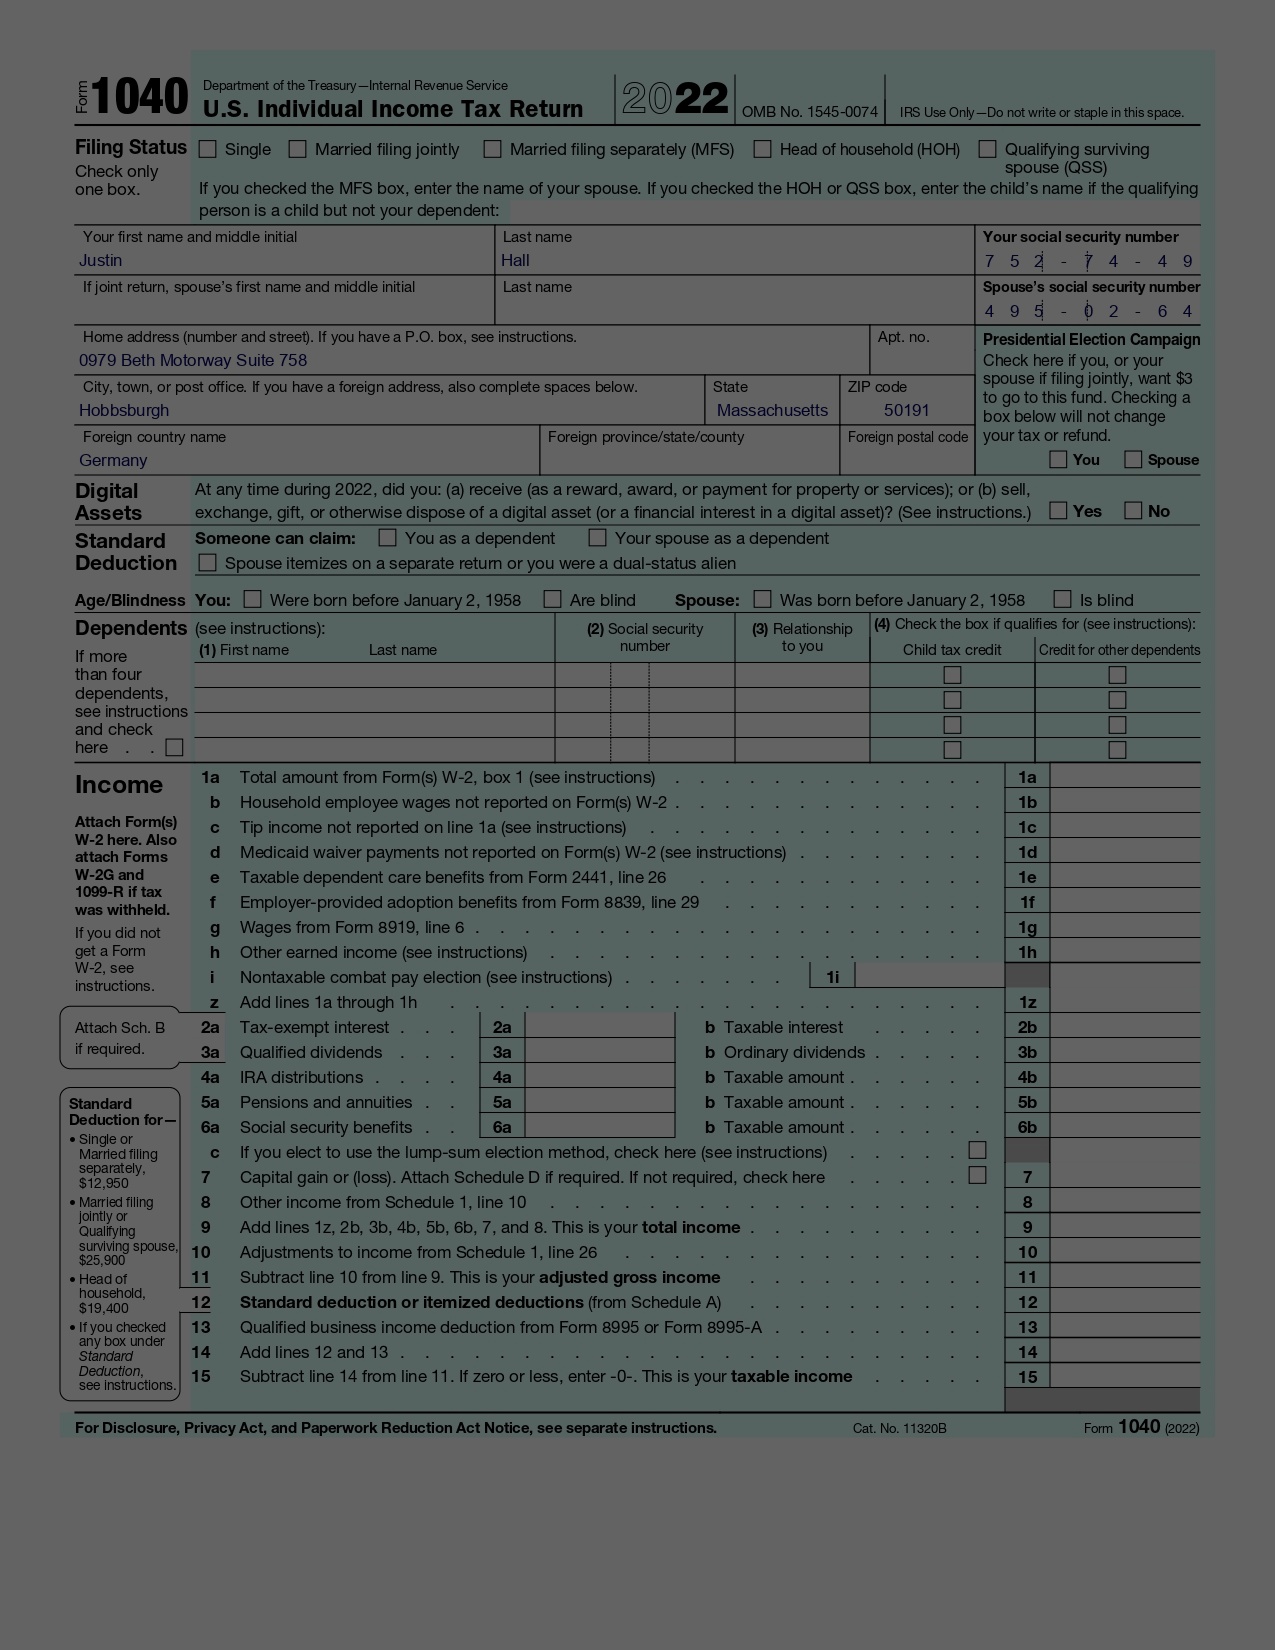 Form 1040 Department of the Treasury—Internal Revenue Service
U.S. Individual Income Tax Return 2022 OMB No. 1545-0074 IRS Use Only—Do not write or staple in this space.
Filing Status Single Married filing jointly Married filing separately (MFS) Head of household (HOH) Qualifying surviving spouse (QSS)
Check only one box.
If you checked the MFS box, enter the name of your spouse. If you checked the HOH or QSS box, enter the child's name if the qualifying
person is a child but not your dependent:
Your first name and middle initial Last name Your social security number
Justin Hall 752-74-49
If joint return, spouse's first name and middle initial Last name Spouse's social security number
495-02-64
Home address (number and street). If you have a P.O. box, see instructions. Apt. no.
0979 Beth Motorway Suite 758
City, town, or post office. If you have a foreign address, also complete spaces below. State ZIP code
Hobbsburgh Massachusetts 50191
Foreign country name Foreign province/state/county Foreign postal code
Germany
Presidential Election Campaign
Check here if you, or your
spouse if filing jointly, want $3
to go to this fund. Checking a
box below will not change
your tax or refund.
You Spouse
Digital Assets
At any time during 2022, did you: (a) receive (as a reward, award, or payment for property or services); or (b) sell,
exchange, gift, or otherwise dispose of a digital asset (or a financial interest in a digital asset)? (See instructions.) Yes No
Standard Deduction
Someone can claim: You as a dependent Your spouse as a dependent
Spouse itemizes on a separate return or you were a dual-status alien
Age/Blindness You: Were born before January 2, 1958 Are blind Spouse: Was born before January 2, 1958 Is blind
Dependents (see instructions): (2) Social security number (3) Relationship to you (4) Check the box if qualifies for (see instructions):
(1) First name Last name Child tax credit Credit for other dependents
If more
than four
dependents,
see instructions
and check
here . .
Income
Attach Form(s)
W-2 here. Also
attach Forms
W-2G and
1099-R if tax
was withheld.
If you did not
get a Form
W-2, see
instructions.
1a Total amount from Form(s) W-2, box 1 (see instructions) 1a
b Household employee wages not reported on Form(s) W-2 1b
c Tip income not reported on line 1a (see instructions) 1c
d Medicaid waiver payments not reported on Form(s) W-2 (see instructions) 1d
e Taxable dependent care benefits from Form 2441, line 26 1e
f Employer-provided adoption benefits from Form 8839, line 29 1f
g Wages from Form 8919, line 6 1g
h Other earned income (see instructions) 1h
i Nontaxable combat pay election (see instructions) 1i
z Add lines 1a through 1h 1z
Attach Sch. B
if required.
2a Tax-exempt interest 2a b Taxable interest 2b
3a Qualified dividends 3a b Ordinary dividends 3b
4a IRA distributions 4a b Taxable amount 4b
5a Pensions and annuities 5a b Taxable amount 5b
6a Social security benefits 6a b Taxable amount 6b
c If you elect to use the lump-sum election method, check here (see instructions)
7 Capital gain or (loss). Attach Schedule D if required. If not required, check here 7
8 Other income from Schedule 1, line 10 8
9 Add lines 1z, 2b, 3b, 4b, 5b, 6b, 7, and 8. This is your total income 9
10 Adjustments to income from Schedule 1, line 26 10
11 Subtract line 10 from line 9. This is your adjusted gross income 11
12 Standard deduction or itemized deductions (from Schedule A) 12
13 Qualified business income deduction from Form 8995 or Form 8995-A 13
14 Add lines 12 and 13 14
15 Subtract line 14 from line 11. If zero or less, enter -0-. This is your taxable income 15
Standard
Deduction for—
• Single or
Married filing
separately,
$12,950
• Married filing
jointly or
Qualifying
surviving spouse,
$25,900
• Head of
household,
$19,400
• If you checked
any box under
Standard
Deduction,
see instructions.
For Disclosure, Privacy Act, and Paperwork Reduction Act Notice, see separate instructions. Cat. No. 11320B Form 1040 (2022)